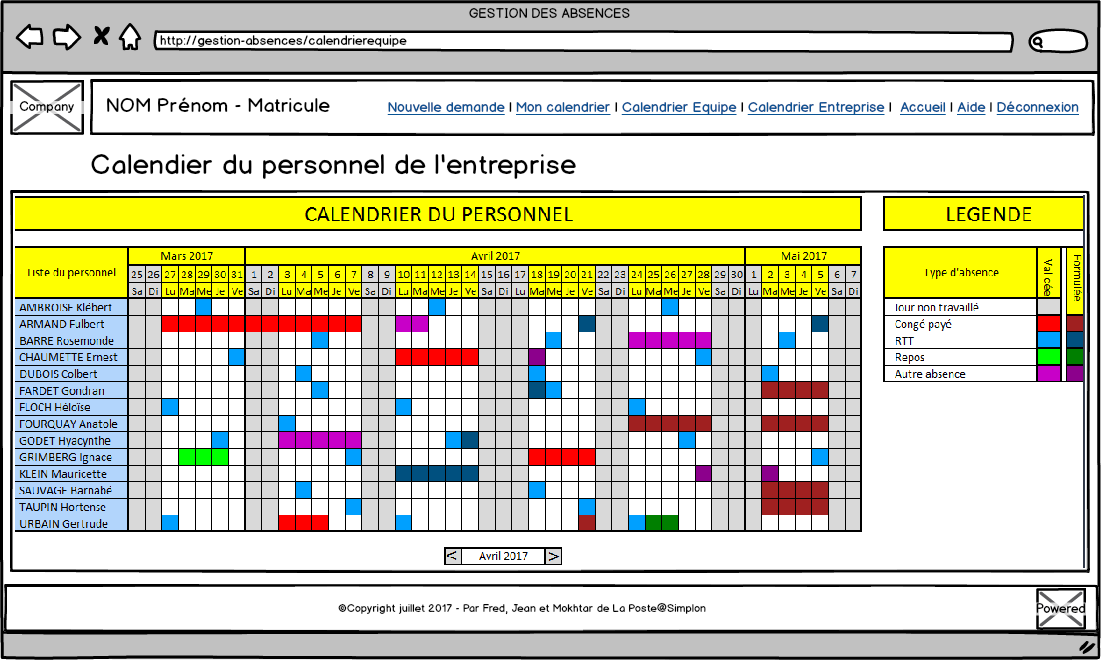 GESTION DES ABSENCES
http://gestion-absences/calendrierequipe
Company
NOM Prénom - Matricule
Nouvelle demande I Mon calendrier I Calendrier Equipe I Calendrier Entreprise I Accueil I Aide I Déconnexion
Calendier du personnel de l'entreprise
CALENDRIER DU PERSONNEL
LEGENDE
Liste du personnel
Mars 2017 Avril 2017 Mai 2017
25 26 27 28 29 30 31 1 2 3 4 5 6 7 8 9 10 11 12 13 14 15 16 17 18 19 20 21 22 23 24 25 26 27 28 29 30 1 2 3 4 5 6 7
Sa Di Lu Ma Me Je Ve Sa Di Lu Ma Me Je Ve Sa Di Lu Ma Me Je Ve Sa Di Lu Ma Me Je Ve Sa Di Lu Ma Me Je Ve Sa Di Lu Ma Me Je Ve Sa Di
AMBROISE Klébert
ARMAND Fulbert
BARRE Rosemonde
CHAUMETTE Ernest
DUBOIS Colbert
FARDET Gondran
FLOCH Héloïse
FOURQUAY Anatole
GODET Hyacynthe
GRIMBERG Ignace
KLEIN Mauricette
SAUVAGE Barnabé
TAUPIN Hortense
URBAIN Gertrude
Type d'absence
Validée
Formulée
Jour non travaillé
Congé payé
RTT
Repos
Autre absence
< Avril 2017 >
©Copyright juillet 2017 - Par Fred, Jean et Mokhtar de La Poste@Simplon
Powered